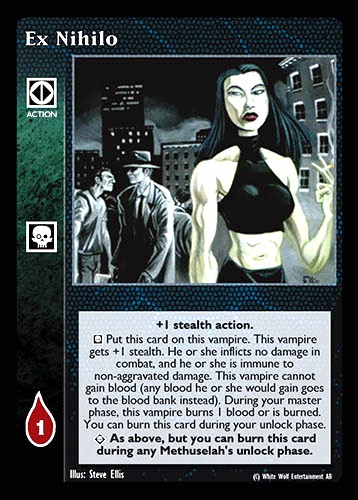 Ex Nihilo
ACTION
+1 stealth action.
Put this card on this vampire. This vampire
gets +1 stealth. He or she inflicts no damage in
combat, and he or she is immune to
non-aggravated damage. This vampire cannot
gain blood (any blood he or she would gain goes
to the blood bank instead). During your master
phase, this vampire burns 1 blood or is burned.
You can burn this card during your unlock phase.
As above, but you can burn this card
during any Methuselah's unlock phase.
1
Illus: Steve Ellis
(C) White Wolf Entertainment AB